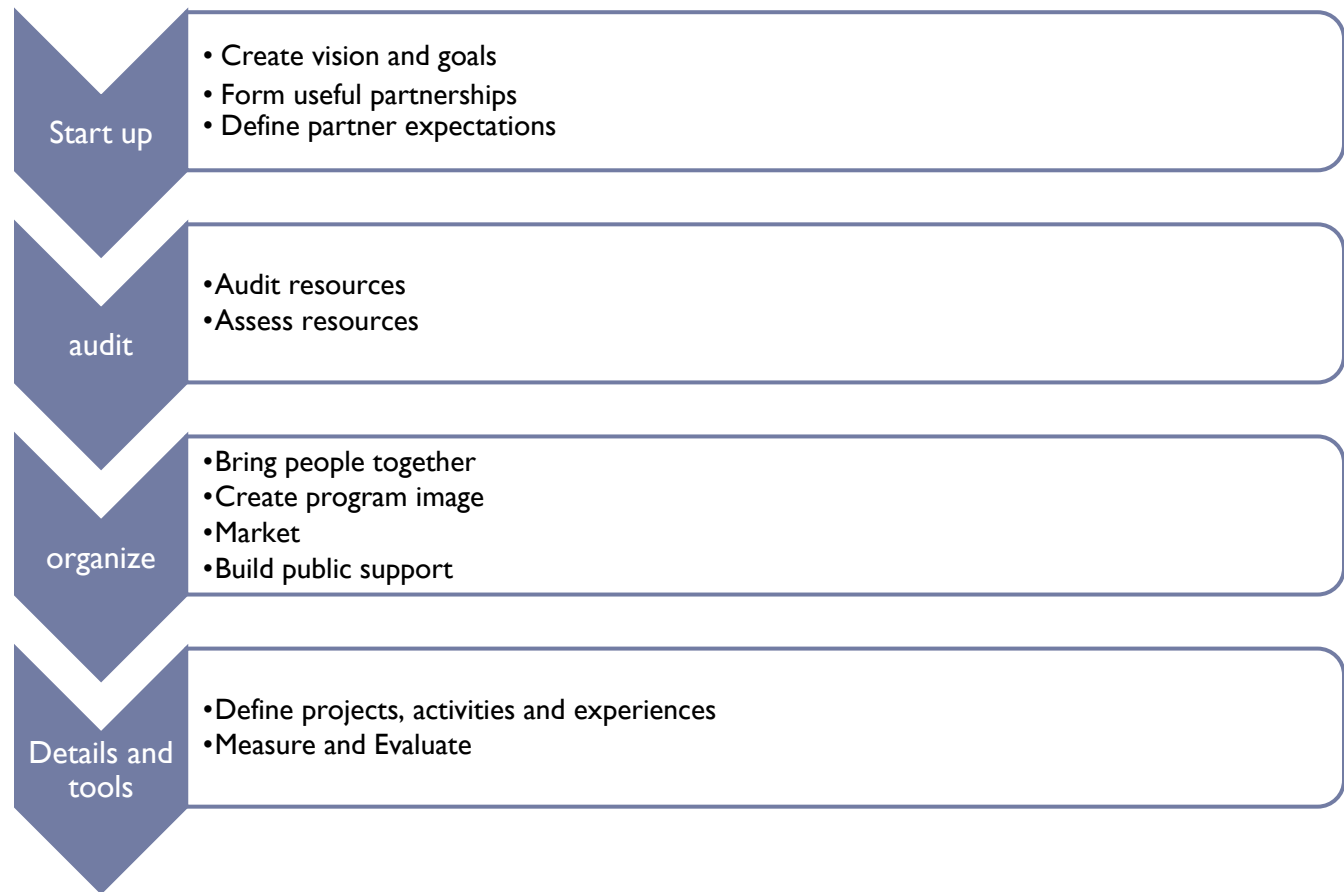 Start up
• Create vision and goals
• Form useful partnerships
• Define partner expectations
audit
•Audit resources
•Assess resources
organize
•Bring people together
•Create program image
•Market
•Build public support
Details and
tools
•Define projects, activities and experiences
•Measure and Evaluate